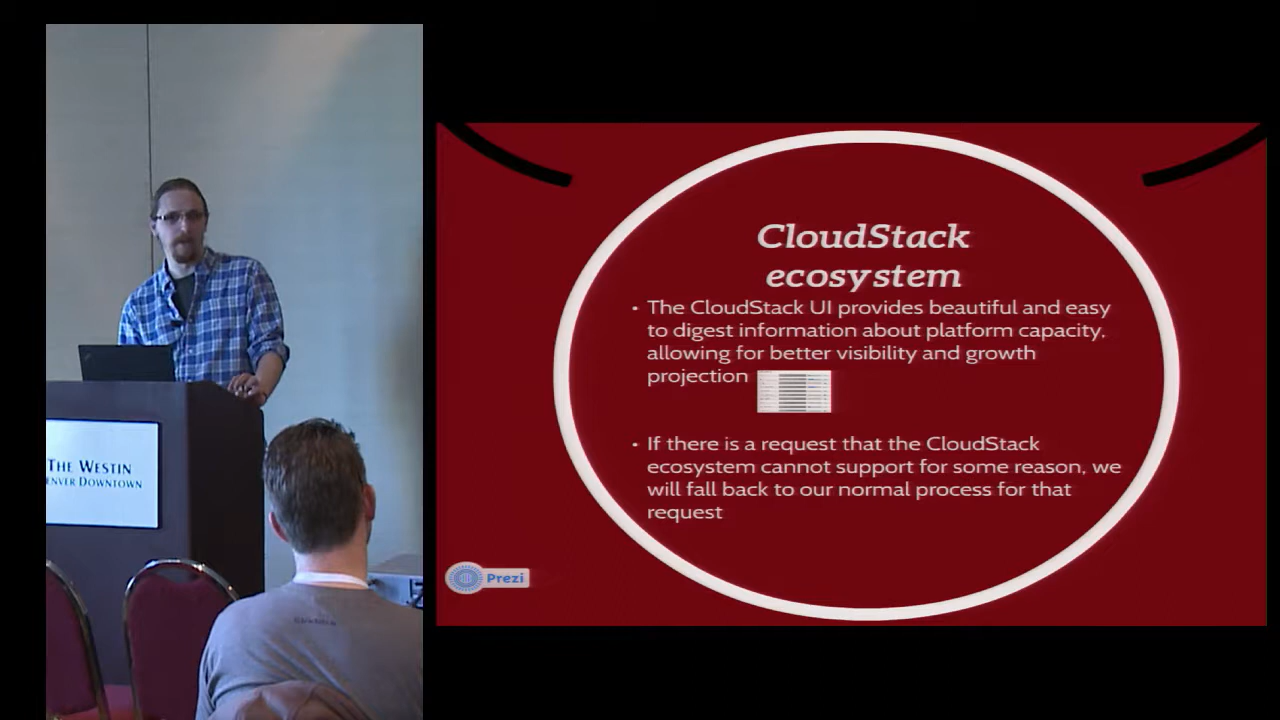 CloudStack
ecosystem
• The CloudStack UI provides beautiful and easy
to digest information about platform capacity,
allowing for better visibility and growth
projection
• If there is a request that the CloudStack
ecosystem cannot support for some reason, we
will fall back to our normal process for that
request
Prezi
THE WESTIN
ENVER DOWNTOWN